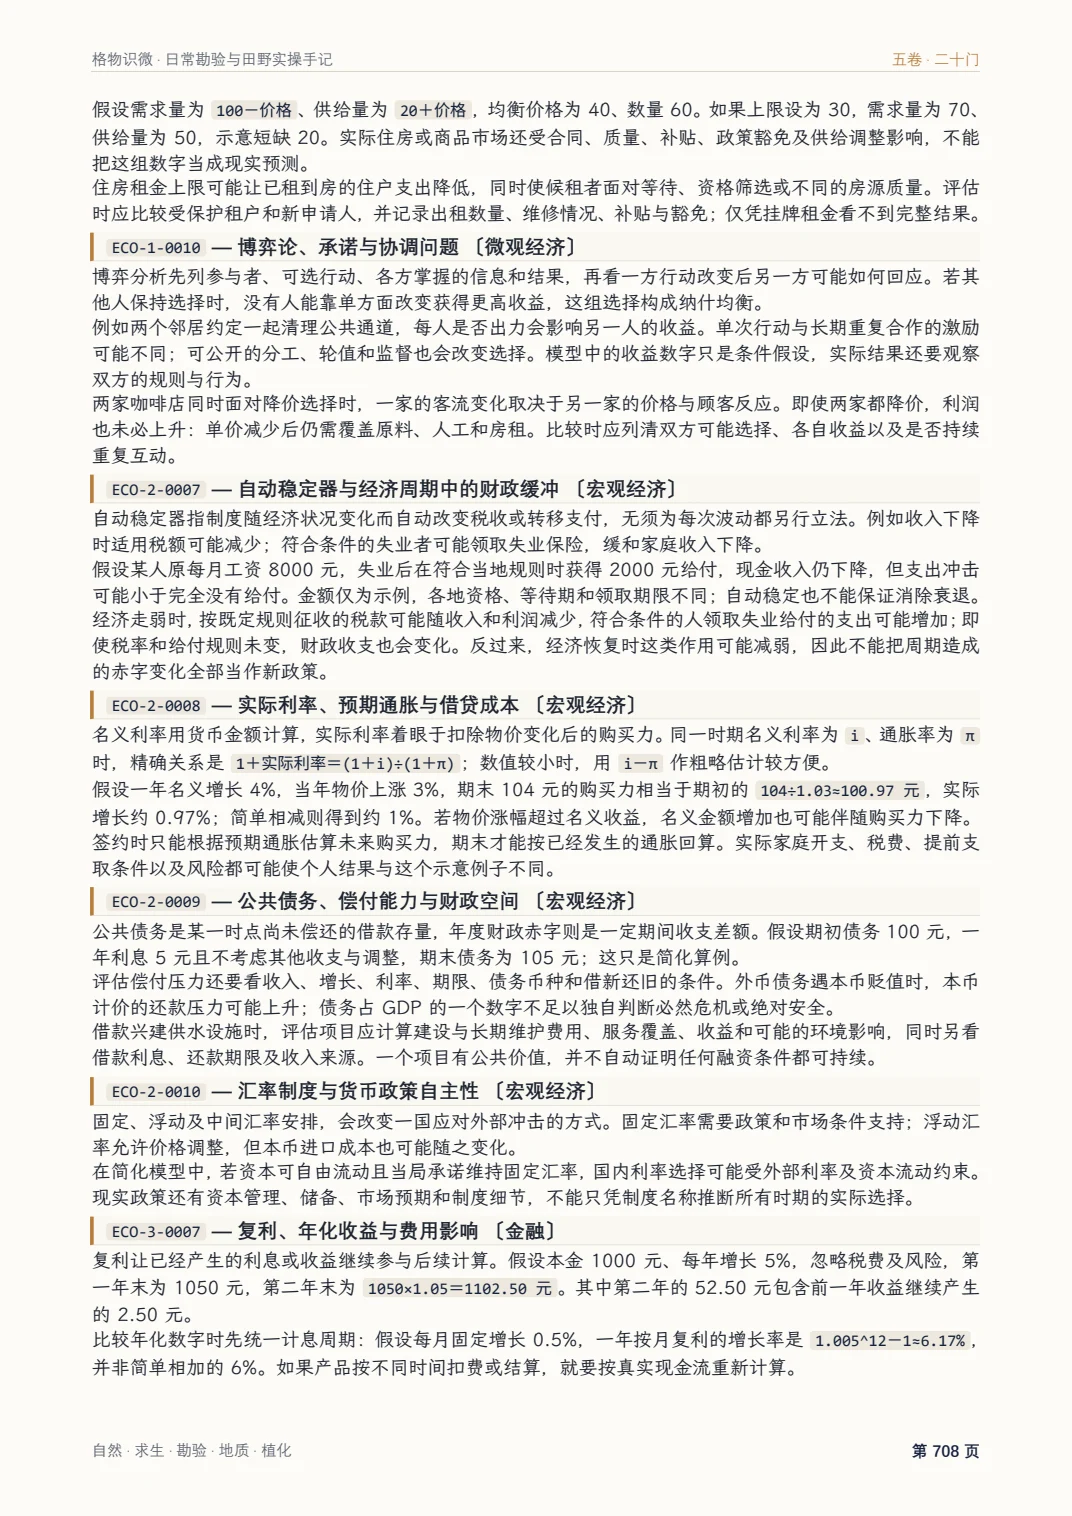 格物识微 · 日常勘验与田野实操手记
五卷 · 二十门
假设需求量为 100－价格、供给量为 20＋价格，均衡价格为 40、数量 60。如果上限设为 30，需求量为 70、
供给量为 50，示意短缺 20。实际住房或商品市场还受合同、质量、补贴、政策豁免及供给调整影响，不能
把这组数字当成现实预测。
住房租金上限可能让已租到房的住户支出降低，同时使候租者面对等待、资格筛选或不同的房源质量。评估
时应比较受保护租户和新申请人，并记录出租数量、维修情况、补贴与豁免；仅凭挂牌租金看不到完整结果。
ECO-1-0010 — 博弈论、承诺与协调问题 〔微观经济〕
博弈分析先列参与者、可选行动、各方掌握的信息和结果，再看一方行动改变后另一方可能如何回应。若其
他人保持选择时，没有人能靠单方面改变获得更高收益，这组选择构成纳什均衡。
例如两个邻居约定一起清理公共通道，每人是否出力会影响另一人的收益。单次行动与长期重复合作的激励
可能不同；可公开的分工、轮值和监督也会改变选择。模型中的收益数字只是条件假设，实际结果还要观察
双方的规则与行为。
两家咖啡店同时面对降价选择时，一家的客流变化取决于另一家的价格与顾客反应。即使两家都降价，利润
也未必上升：单价减少后仍需覆盖原料、人工和房租。比较时应列清双方可能选择、各自收益以及是否持续
重复互动。
ECO-2-0007 — 自动稳定器与经济周期中的财政缓冲 〔宏观经济〕
自动稳定器指制度随经济状况变化而自动改变税收或转移支付，无须为每次波动都另行立法。例如收入下降
时适用税额可能减少；符合条件的失业者可能领取失业保险，缓和家庭收入下降。
假设某人原每月工资 8000 元，失业后在符合当地规则时获得 2000 元给付，现金收入仍下降，但支出冲击
可能小于完全没有给付。金额仅为示例，各地资格、等待期和领取期限不同；自动稳定也不能保证消除衰退。
经济走弱时，按既定规则征收的税款可能随收入和利润减少，符合条件的人领取失业给付的支出可能增加；即
使税率和给付规则未变，财政收支也会变化。反过来，经济恢复时这类作用可能减弱，因此不能把周期造成
的赤字变化全部当作新政策。
ECO-2-0008 — 实际利率、预期通胀与借贷成本 〔宏观经济〕
名义利率用货币金额计算，实际利率着眼于扣除物价变化后的购买力。同一时期名义利率为 i、通胀率为 π
时，精确关系是 1＋实际利率＝(1＋i)÷(1＋π)；数值较小时，用 i－π 作粗略估计较方便。
假设一年名义增长 4%，当年物价上涨 3%，期末 104 元的购买力相当于期初的 104÷1.03≈100.97 元，实际
增长约 0.97%；简单相减则得到约 1%。若物价涨幅超过名义收益，名义金额增加也可能伴随购买力下降。
签约时只能根据预期通胀估算未来购买力，期末才能按已经发生的通胀回算。实际家庭开支、税费、提前支
取条件以及风险都可能使个人结果与这个示意例子不同。
ECO-2-0009 — 公共债务、偿付能力与财政空间 〔宏观经济〕
公共债务是某一时点尚未偿还的借款存量，年度财政赤字则是一定期间收支差额。假设期初债务 100 元，一
年利息 5 元且不考虑其他收支与调整，期末债务为 105 元；这只是简化算例。
评估偿付压力还要看收入、增长、利率、期限、债务币种和借新还旧的条件。外币债务遇本币贬值时，本币
计价的还款压力可能上升；债务占 GDP 的一个数字不足以独自判断必然危机或绝对安全。
借款兴建供水设施时，评估项目应计算建设与长期维护费用、服务覆盖、收益和可能的环境影响，同时另看
借款利息、还款期限及收入来源。一个项目有公共价值，并不自动证明任何融资条件都可持续。
ECO-2-0010 — 汇率制度与货币政策自主性 〔宏观经济〕
固定、浮动及中间汇率安排，会改变一国应对外部冲击的方式。固定汇率需要政策和市场条件支持；浮动汇
率允许价格调整，但本币进口成本也可能随之变化。
在简化模型中，若资本可自由流动且当局承诺维持固定汇率，国内利率选择可能受外部利率及资本流动约束。
现实政策还有资本管理、储备、市场预期和制度细节，不能只凭制度名称推断所有时期的实际选择。
ECO-3-0007 — 复利、年化收益与费用影响 〔金融〕
复利让已经产生的利息或收益继续参与后续计算。假设本金 1000 元、每年增长 5%，忽略税费及风险，第
一年末为 1050 元，第二年末为 1050×1.05＝1102.50 元。其中第二年的 52.50 元包含前一年收益继续产生
的 2.50 元。
比较年化数字时先统一计息周期：假设每月固定增长 0.5%，一年按月复利的增长率是 1.005^12－1≈6.17%，
并非简单相加的 6%。如果产品按不同时间扣费或结算，就要按真实现金流重新计算。
自然 · 求生 · 勘验 · 地质 · 植化
第 708 页